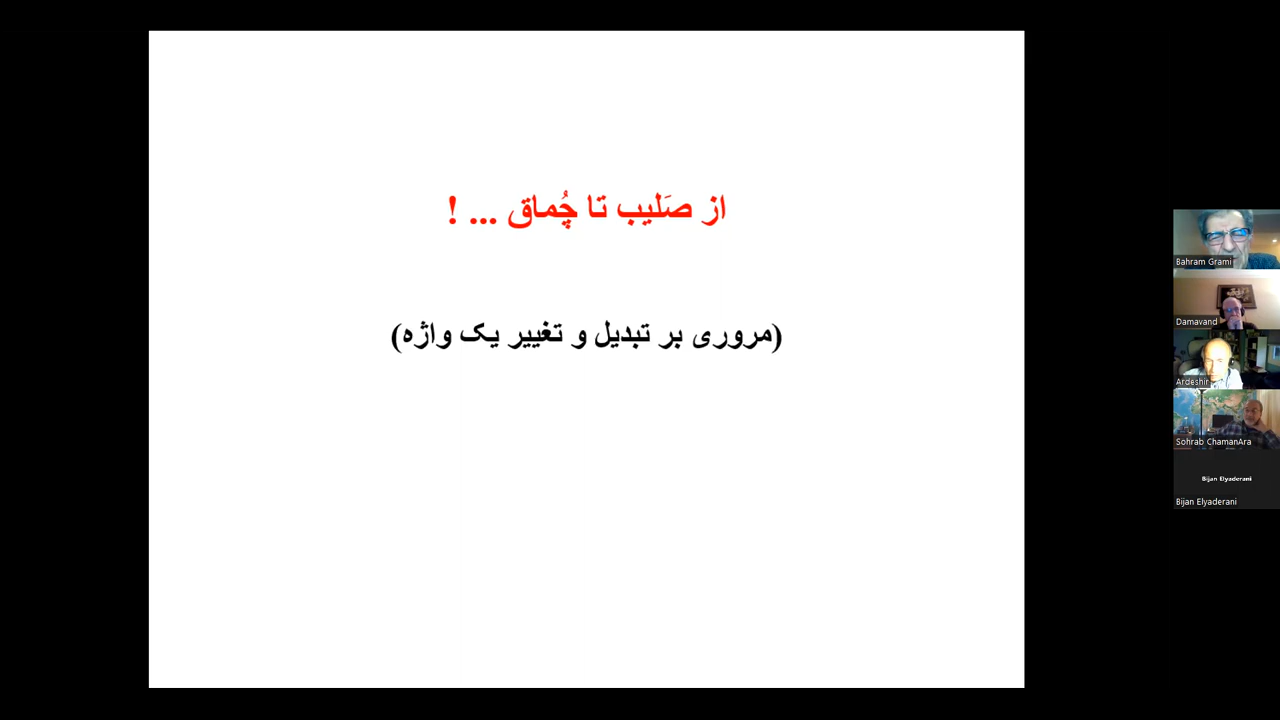 از صَلیب تا چُماق ... !
(مروری بر تبدیل و تغییر یک واژه)
Bahram Grami
Damavand
Ardeshir
Sohrab ChamanAra
Bijan Elyaderani
Bijan Elyaderani